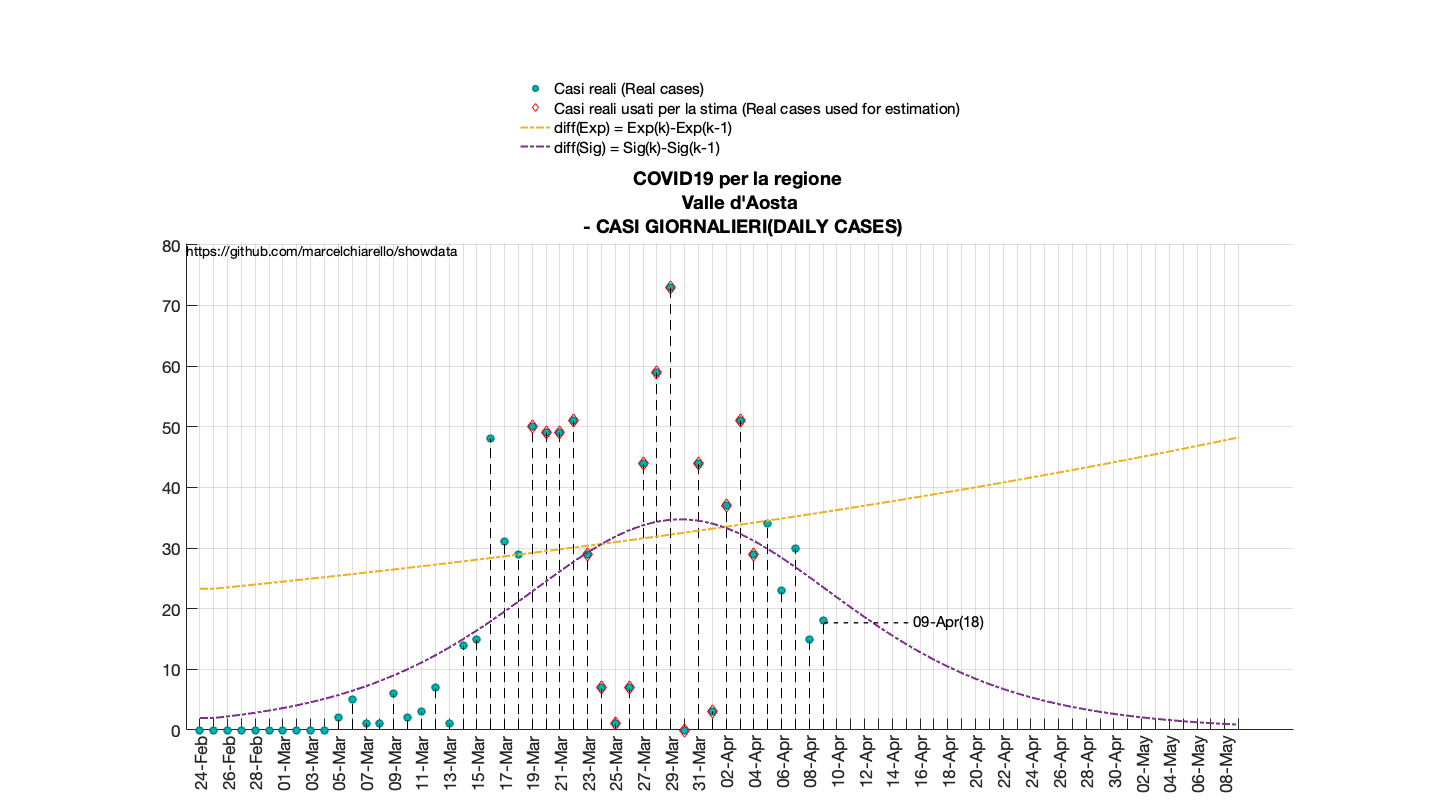 Casi reali (Real cases)
Casi reali usati per la stima (Real cases used for estimation)
diff(Exp) = Exp(k)-Exp(k-1)
diff(Sig) = Sig(k)-Sig(k-1)
COVID19 per la regione
Valle d'Aosta
- CASI GIORNALIERI(DAILY CASES)
https://github.com/marcelchiarello/showdata
80
70
60
50
40
30
20
10
0
09-Apr(18)
24-Feb
26-Feb
28-Feb
01-Mar
03-Mar
05-Mar
07-Mar
09-Mar
11-Mar
13-Mar
15-Mar
17-Mar
19-Mar
21-Mar
23-Mar
25-Mar
27-Mar
29-Mar
31-Mar
02-Apr
04-Apr
06-Apr
08-Apr
10-Apr
12-Apr
14-Apr
16-Apr
18-Apr
20-Apr
22-Apr
24-Apr
26-Apr
28-Apr
30-Apr
02-May
04-May
06-May
08-May